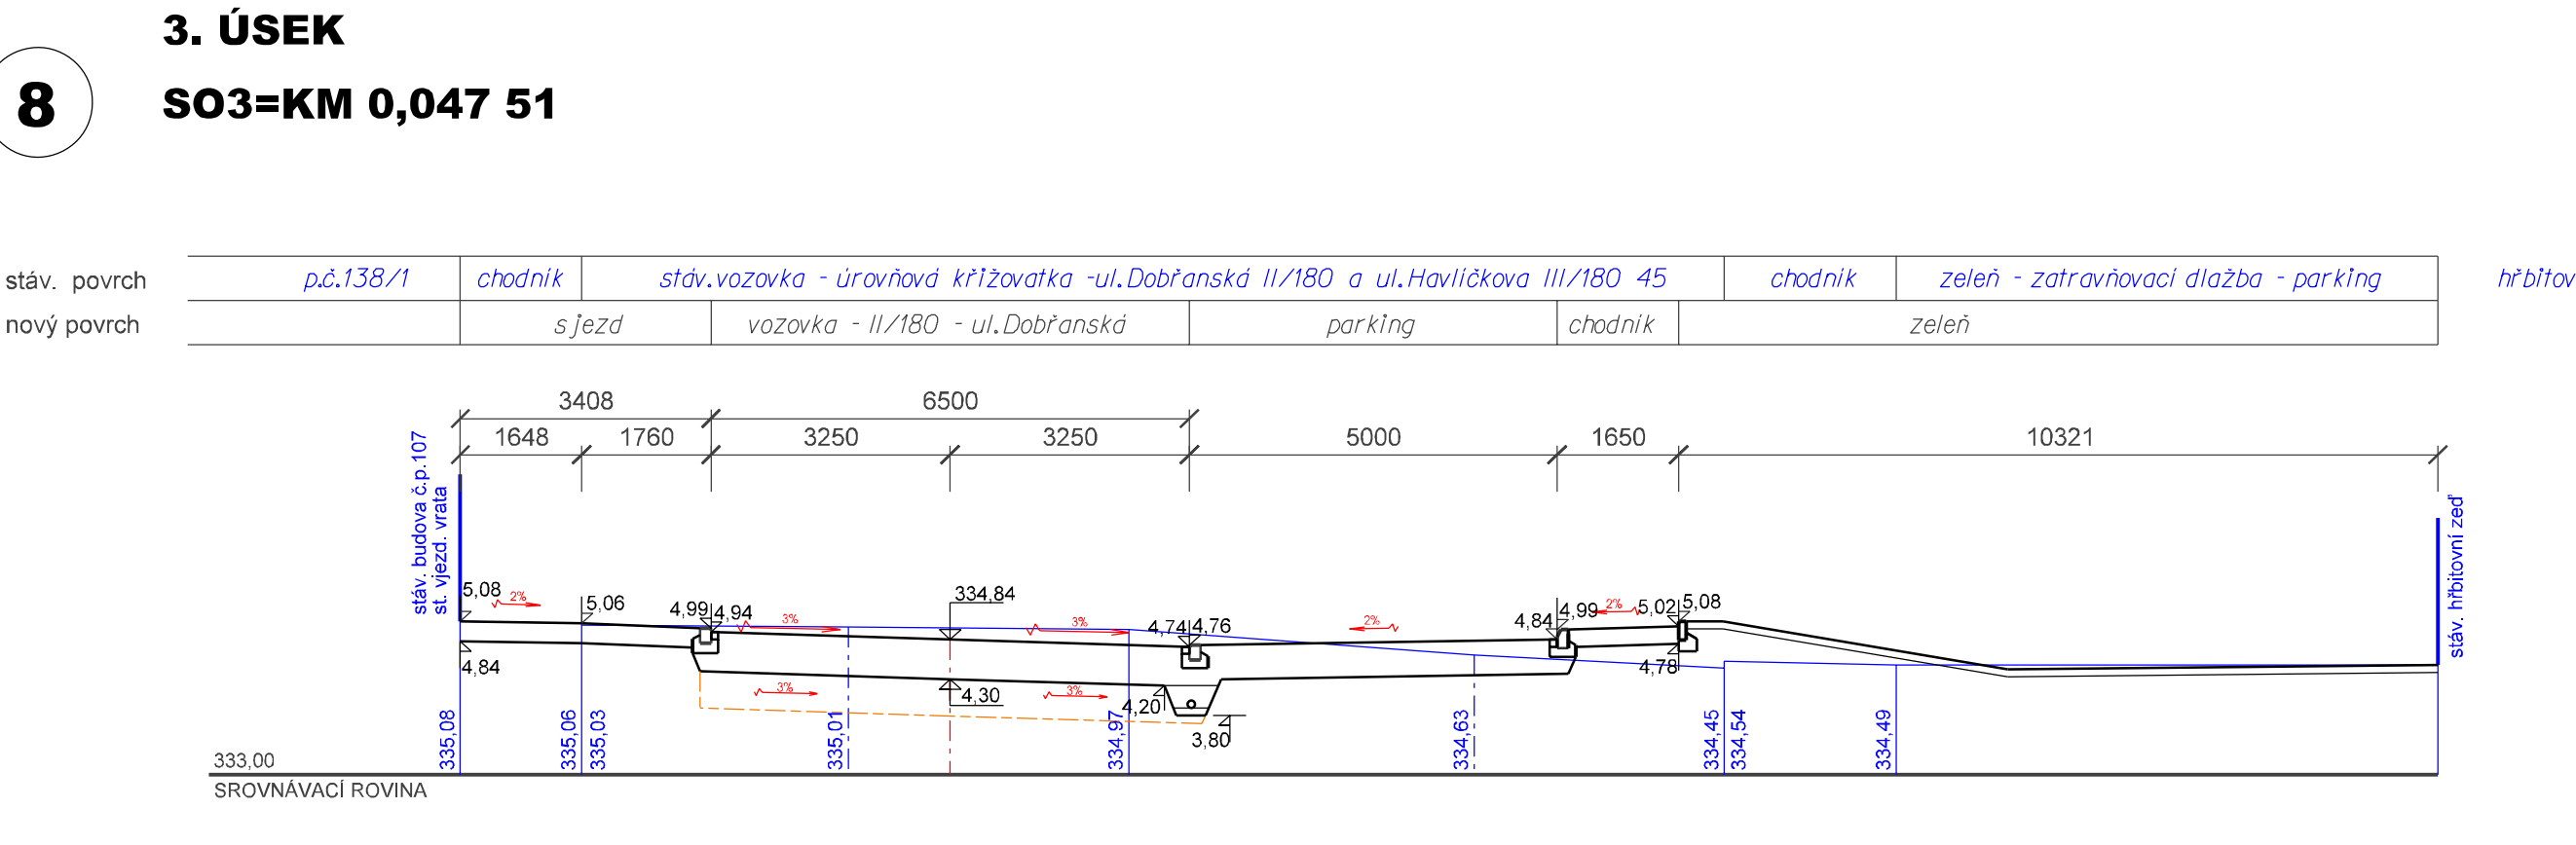 3. ÚSEK
8
SO3=KM 0,047 51
stáv. povrch p.č.138/1 chodník stáv.vozovka - úrovňová křižovatka -ul.Dobřanská II/180 a ul.Havlíčkova III/180 45 chodník zeleň - zatravňovací dlažba - parking hřbitov
nový povrch sjezd vozovka - II/180 - ul.Dobřanská parking chodník zeleň
3408 6500
1648 1760 3250 3250 5000 1650 10321
stáv. budova č.p.107
st. vjezd. vrata
stáv. hřbitovní zeď
5,08 2% 5,06 4,99 4,94 3% 334,84 3% 4,74 4,76 2% 4,84 4,99 2% 5,02 5,08
4,84 3% 4,30 3% 4,20 3,80 4,78
335,08 335,06 335,03 335,01 334,97 334,63 334,45 334,54 334,49
333,00
SROVNÁVACÍ ROVINA